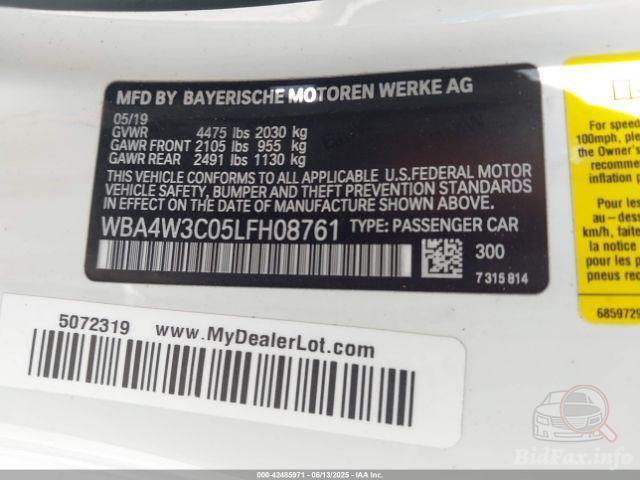 MFD BY BAYERISCHE MOTOREN WERKE AG
05/19
GVWR 4475 lbs 2030 kg
GAWR FRONT 2105 lbs 955 kg
GAWR REAR 2491 lbs 1130 kg
THIS VEHICLE CONFORMS TO ALL APPLICABLE U.S.FEDERAL MOTOR
VEHICLE SAFETY, BUMPER AND THEFT PREVENTION STANDARDS
IN EFFECT ON THE DATE OF MANUFACTURE SHOWN ABOVE.
WBA4W3C05LFH08761 TYPE: PASSENGER CAR
300
7 315 814
5072319 www.MyDealerLot.com
For speed
100mph, ple
the Owner's
recommen
inflation p
Pour les
au-dessu
km/h, fai
la notice
pour les p
pneus rec
6859729
000-42485971 - 06/13/2025 - IAA Inc.
BidFax.info